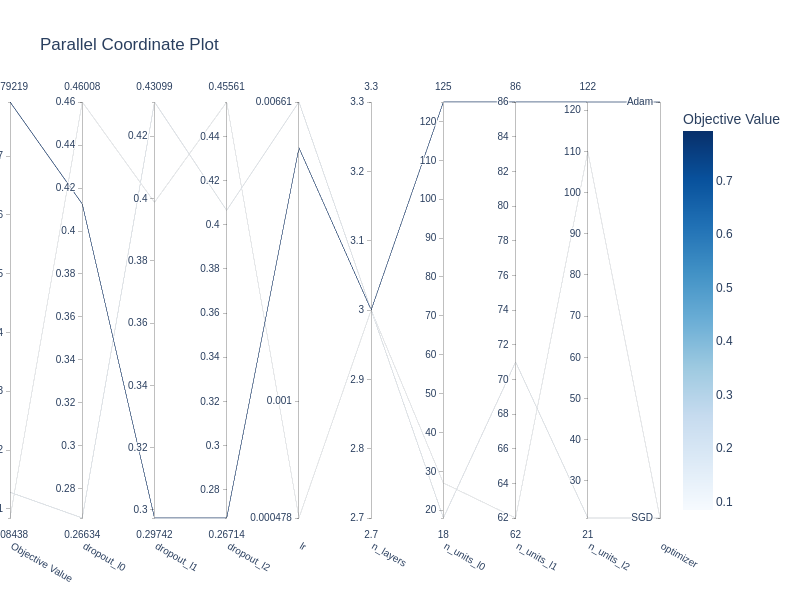 Parallel Coordinate Plot
79219 0.46008 0.43099 0.45561 0.00661 3.3 125 86 122
0.46 0.44 0.42 0.4 0.38 0.36 0.34 0.32 0.3 0.28
0.42 0.4 0.38 0.36 0.34 0.32 0.3
0.44 0.42 0.4 0.38 0.36 0.34 0.32 0.3 0.28
0.001
3.3 3.2 3.1 3 2.9 2.8 2.7
120 110 100 90 80 70 60 50 40 30 20
86 84 82 80 78 76 74 72 70 68 66 64 62
120 110 100 90 80 70 60 50 40 30
Adam
SGD
08438 0.26634 0.29742 0.26714 0.000478 2.7 18 62 21
Objective Value
dropout_l0
dropout_l1
dropout_l2
lr
n_layers
n_units_l0
n_units_l1
n_units_l2
optimizer
Objective Value
0.7
0.6
0.5
0.4
0.3
0.2
0.1